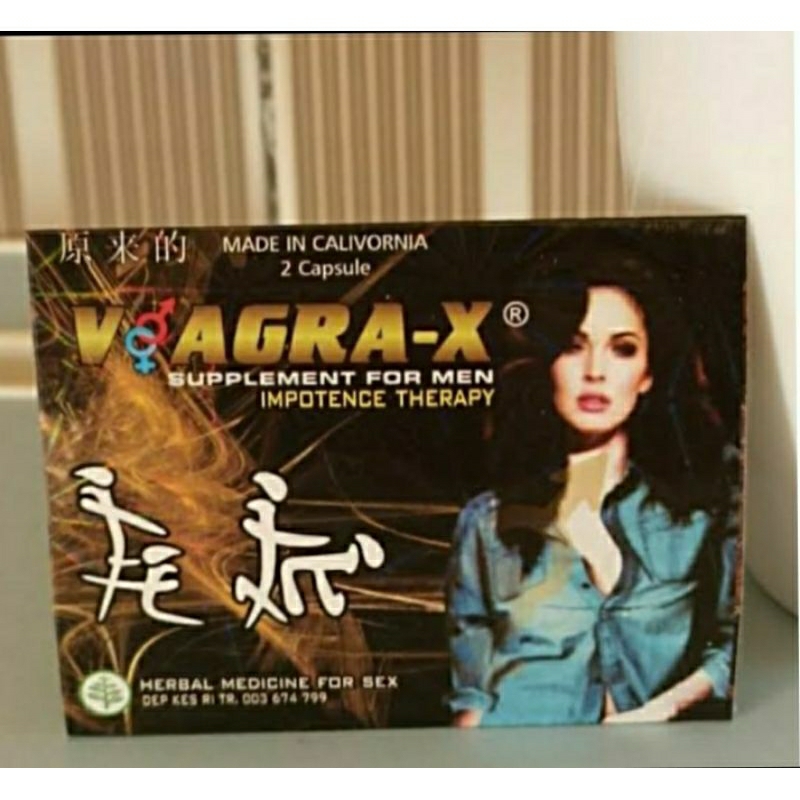 原来的
MADE IN CALIVORNIA
2 Capsule
VIAGRA-X ®
SUPPLEMENT FOR MEN
IMPOTENCE THERAPY
HERBAL MEDICINE FOR SEX
DEP KES RI TR. 003 674 799